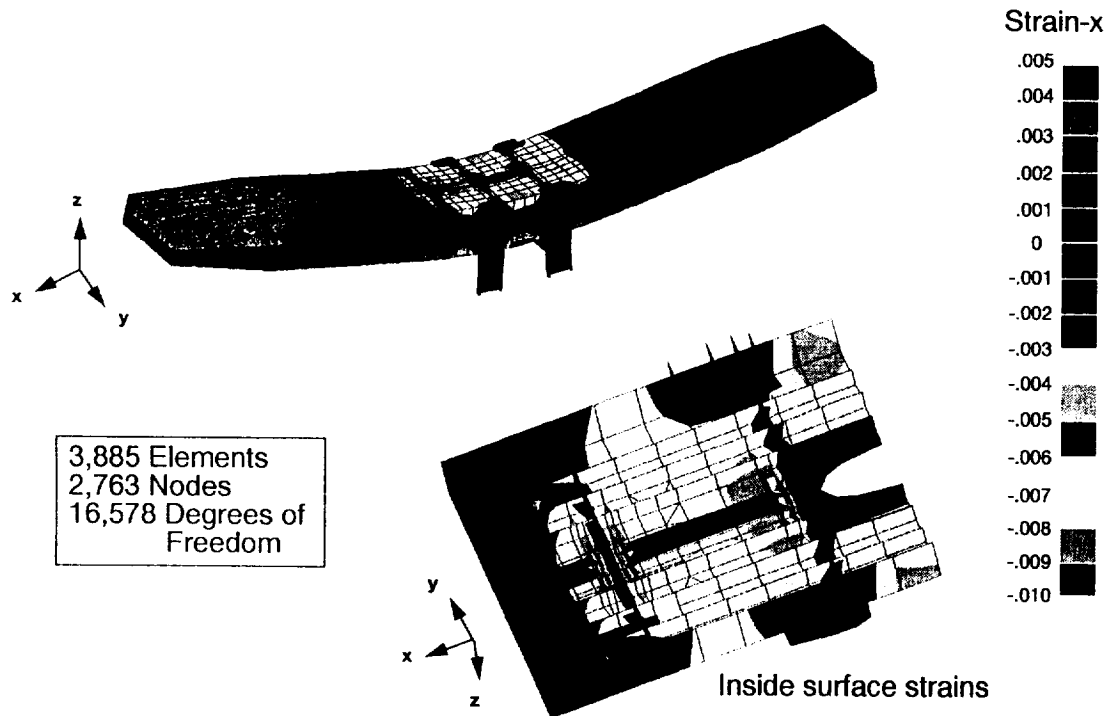 Strain-x
.005
.004
.003
.002
.001
0
-.001
-.002
-.003
-.004
-.005
-.006
-.007
-.008
-.009
-.010
z
x
y
3,885 Elements
2,763 Nodes
16,578 Degrees of
Freedom
y
x
z
Inside surface strains